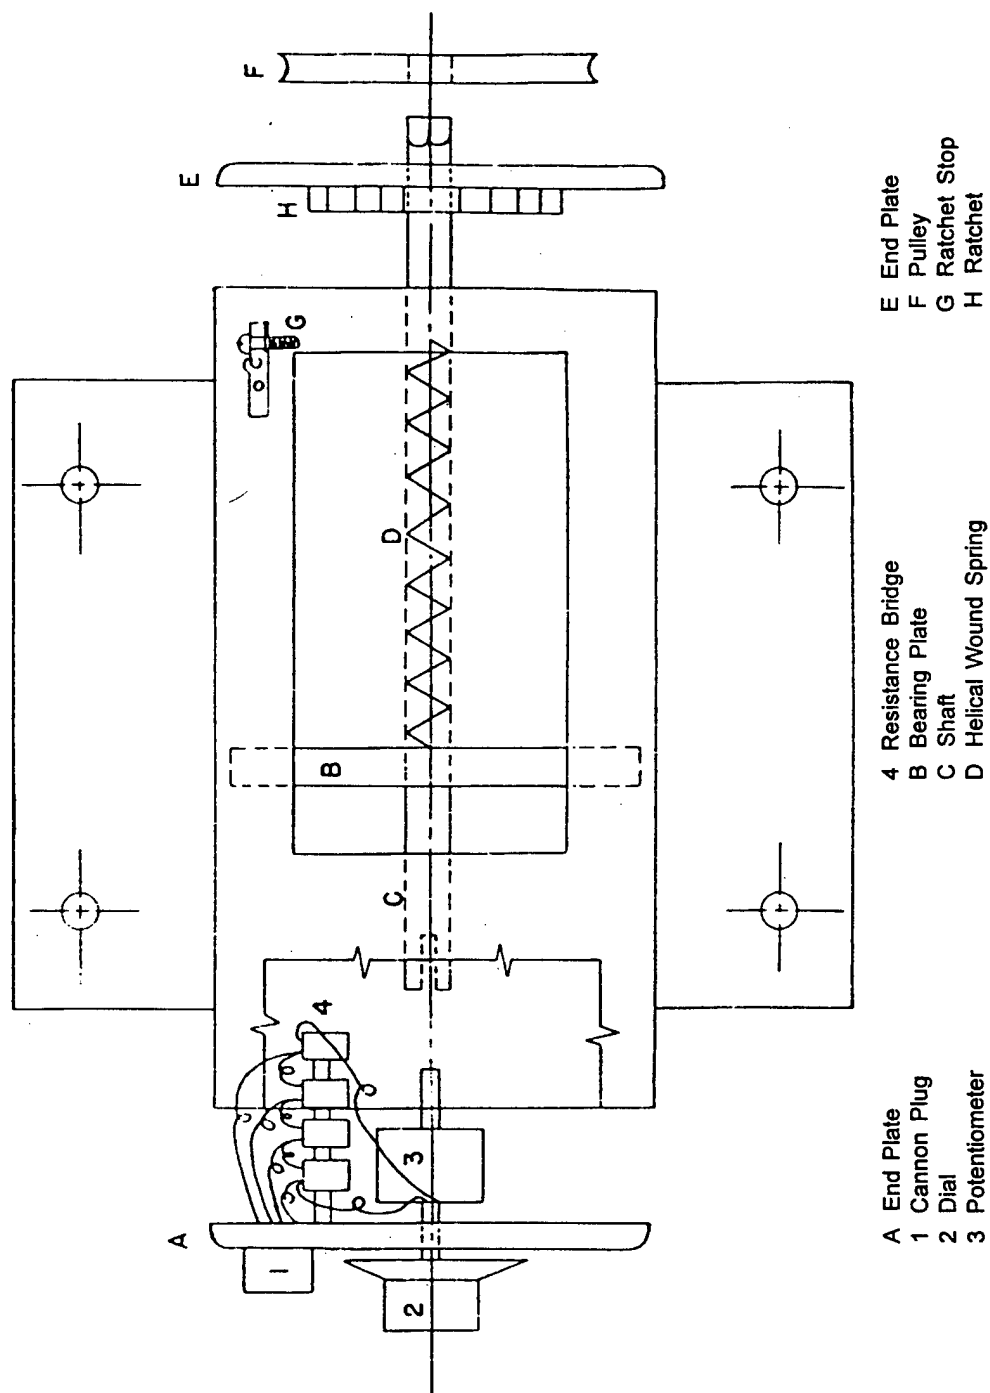 F
E
H
G
D
B
C
4
3
A
1
2
A End Plate
1 Cannon Plug
2 Dial
3 Potentiometer
4 Resistance Bridge
B Bearing Plate
C Shaft
D Helical Wound Spring
E End Plate
F Pulley
G Ratchet Stop
H Ratchet